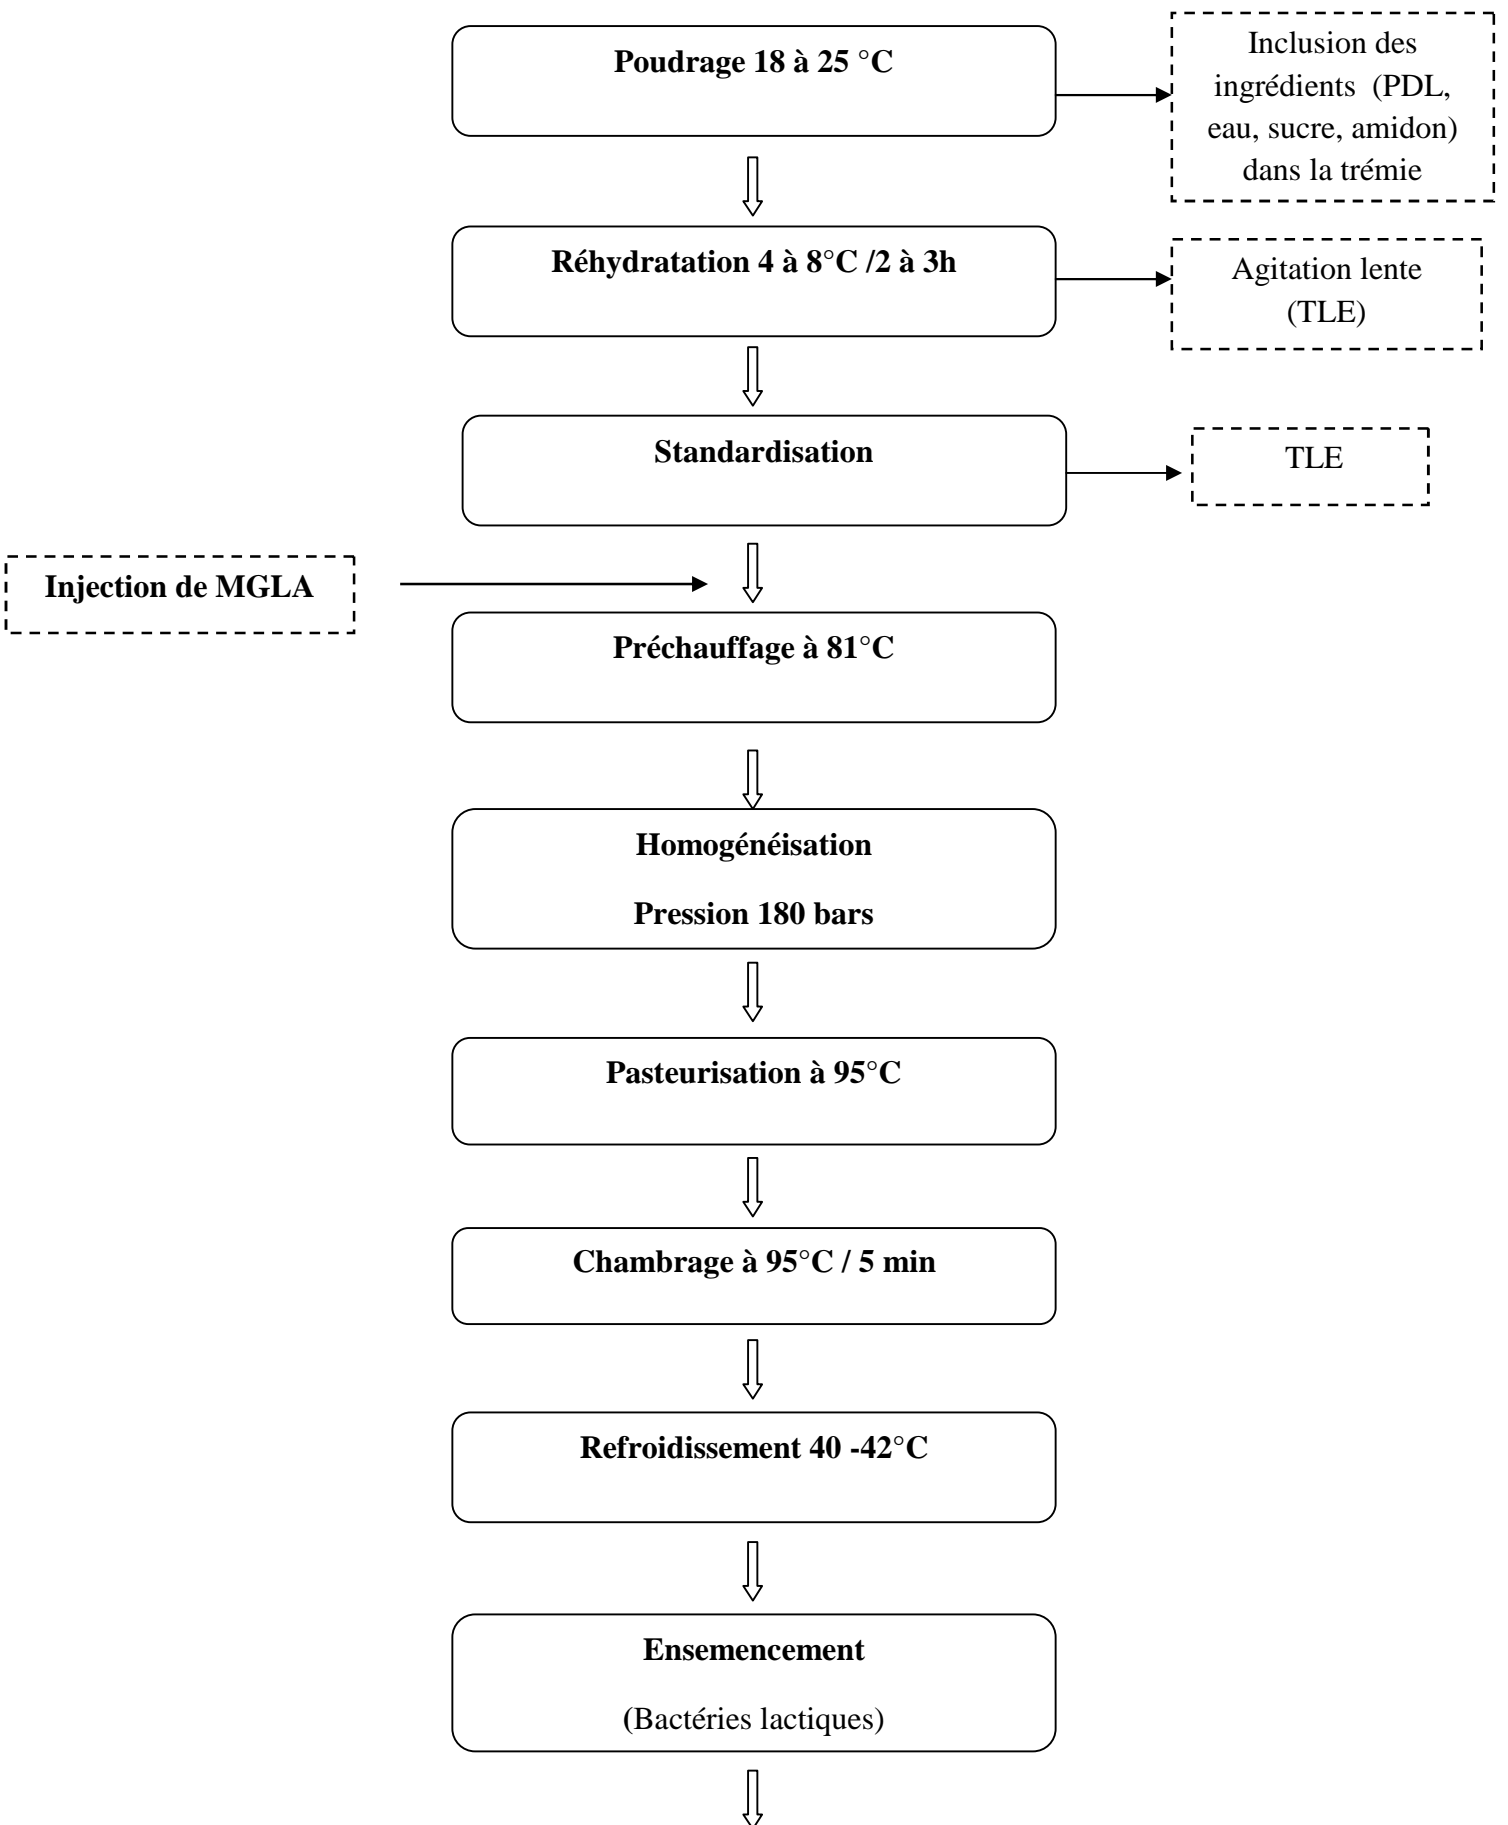 Poudrage 18 à 25 °C
Inclusion des
ingrédients (PDL,
eau, sucre, amidon)
dans la trémie
Réhydratation 4 à 8°C /2 à 3h
Agitation lente
(TLE)
Standardisation
TLE
Injection de MGLA
Préchauffage à 81°C
Homogénéisation
Pression 180 bars
Pasteurisation à 95°C
Chambrage à 95°C / 5 min
Refroidissement 40 -42°C
Ensemencement
(Bactéries lactiques)